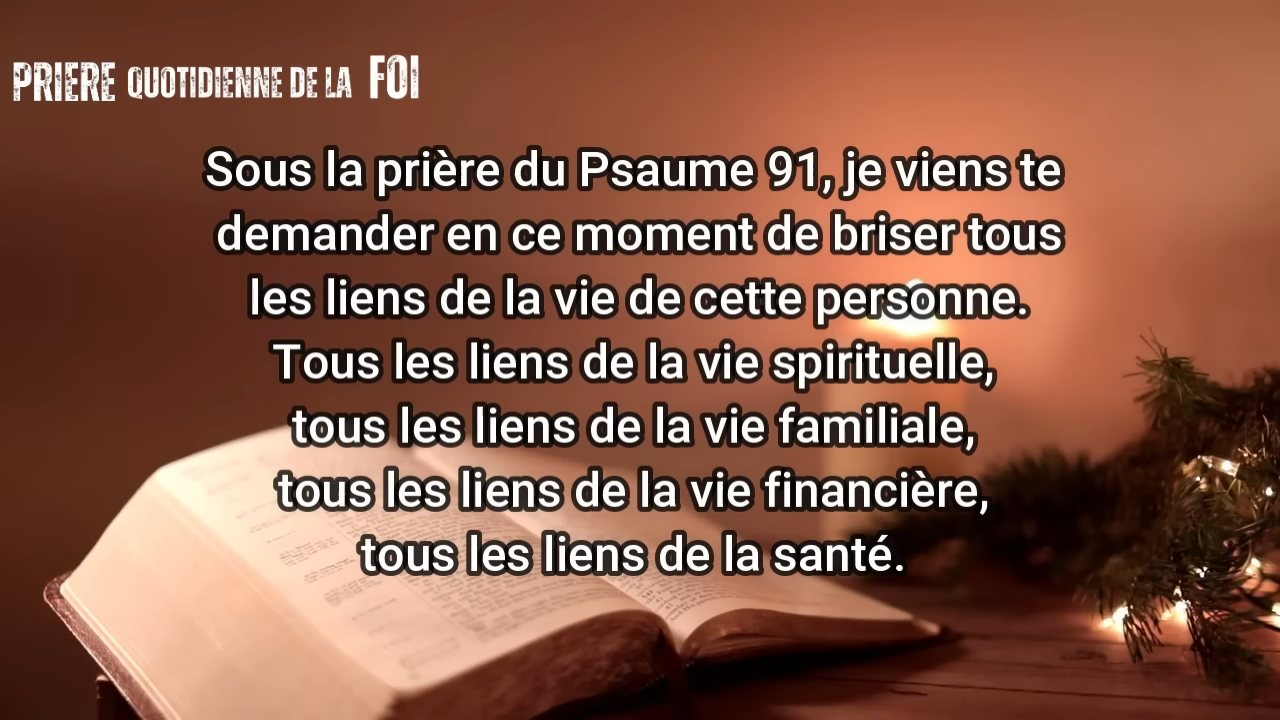 PRIERE QUOTIDIENNE DE LA FOI
Sous la prière du Psaume 91, je viens te
demander en ce moment de briser tous
les liens de la vie de cette personne.
Tous les liens de la vie spirituelle,
tous les liens de la vie familiale,
tous les liens de la vie financière,
tous les liens de la santé.